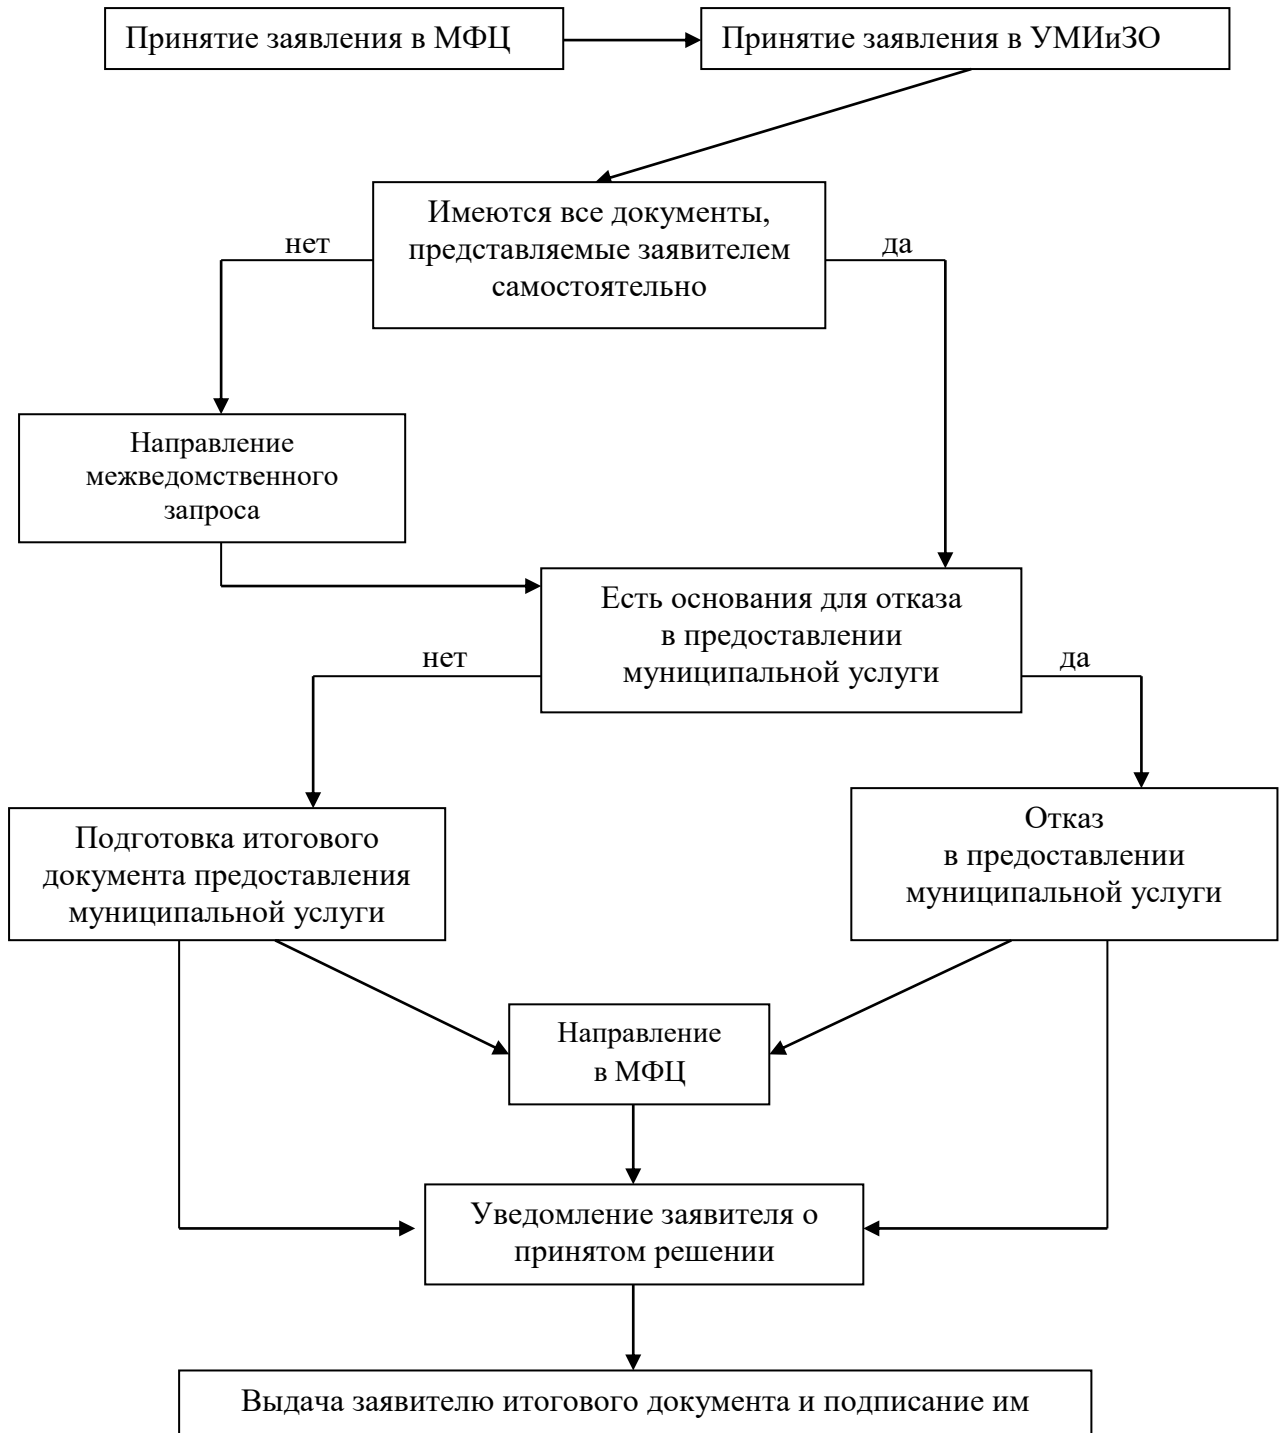 Принятие заявления в МФЦ
Принятие заявления в УМИиЗО
Имеются все документы,
представляемые заявителем
самостоятельно
нет
да
Направление
межведомственного
запроса
Есть основания для отказа
в предоставлении
муниципальной услуги
нет
да
Подготовка итогового
документа предоставления
муниципальной услуги
Отказ
в предоставлении
муниципальной услуги
Направление
в МФЦ
Уведомление заявителя о
принятом решении
Выдача заявителю итогового документа и подписание им